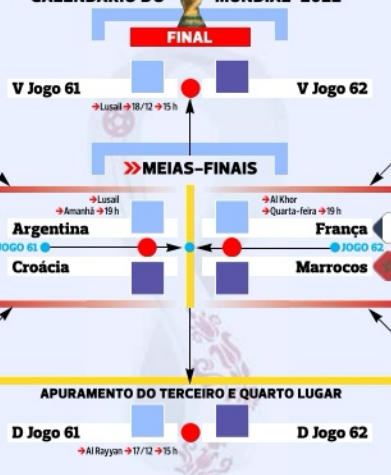 CALENDÁRIO DO MUNDIAL-2022
FINAL
V Jogo 61
V Jogo 62
➔Lusail ➔18/12 ➔15 h
»MEIAS-FINAIS
➔Lusail
➔Amanhã ➔19 h
➔Al Khor
➔Quarta-feira ➔19 h
Argentina
França
JOGO 61
JOGO 62
Croácia
Marrocos
APURAMENTO DO TERCEIRO E QUARTO LUGAR
D Jogo 61
D Jogo 62
➔Al Rayyan ➔17/12 ➔15 h